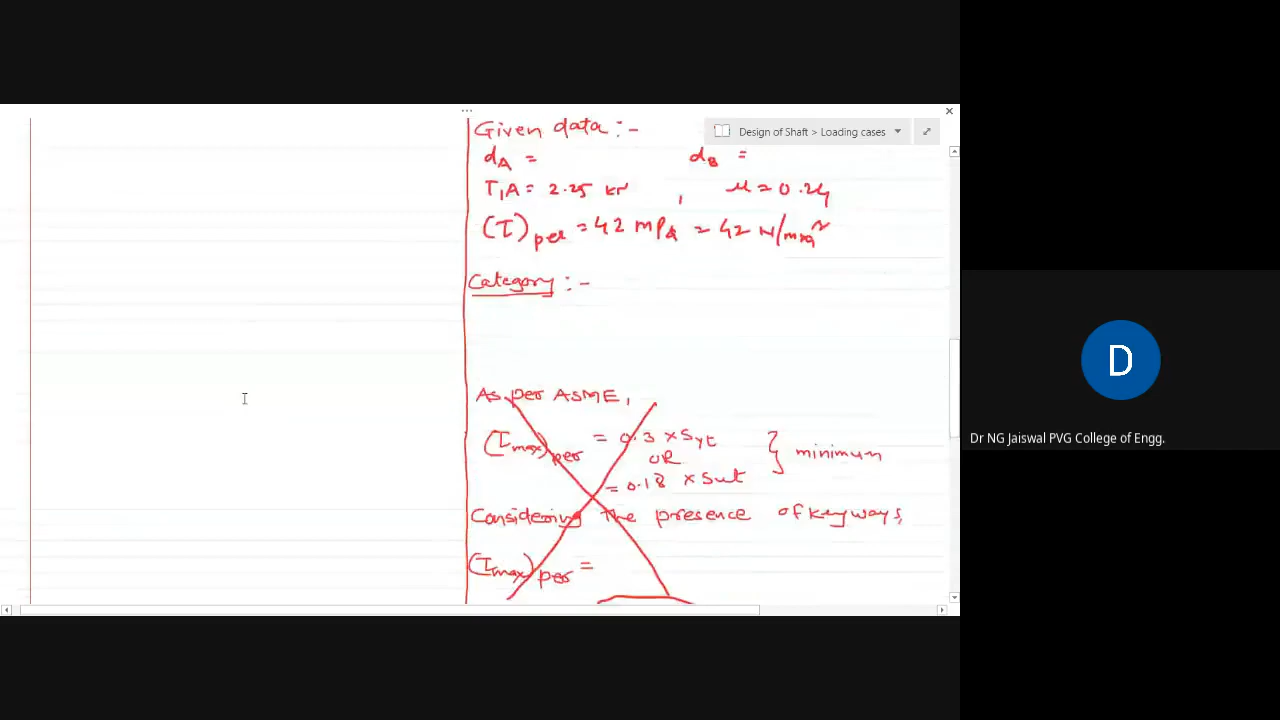 Given data :-
Design of Shaft > Loading cases
dA = dB =
T1A = 2.25 kN , μ = 0.24
(τ)per = 42 MPa = 42 N/mm²
Category :-
As per ASME,
(τmax)per = 0.3 × Syt
OR
= 0.18 × Sut
} minimum
Considering the presence of keyways,
(τmax)per =
D
Dr NG Jaiswal PVG College of Engg.